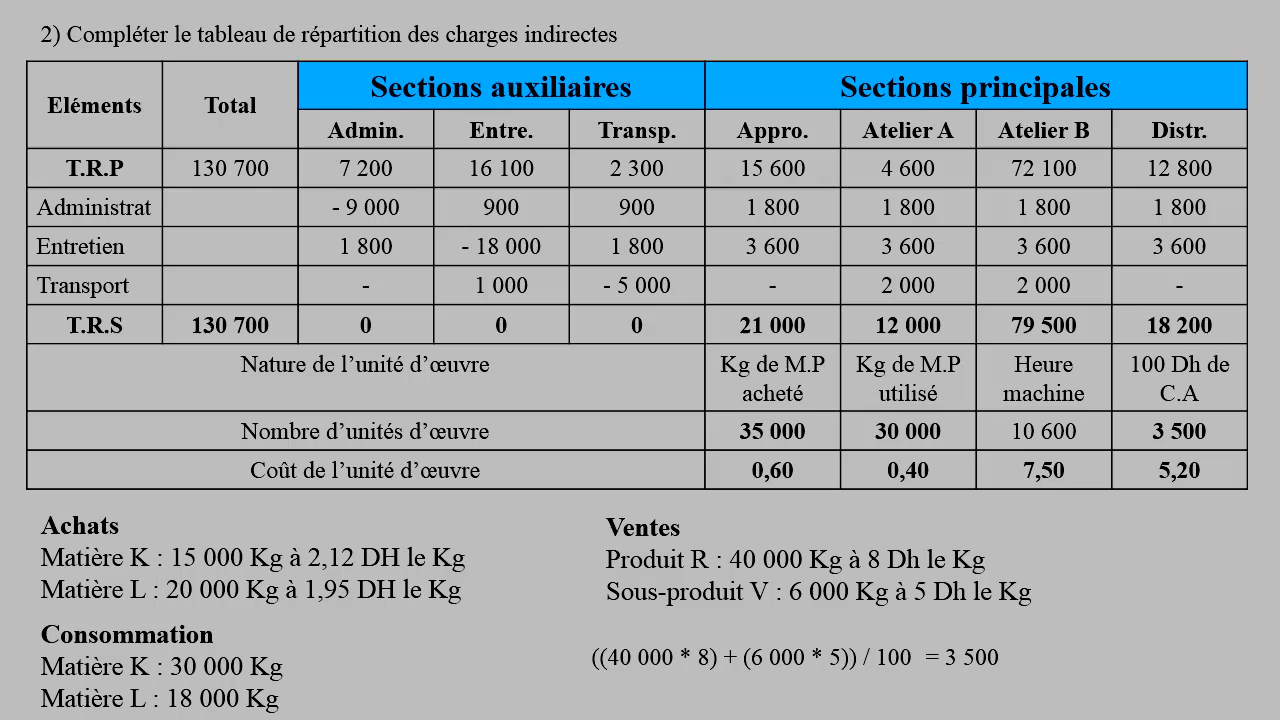 2) Compléter le tableau de répartition des charges indirectes
Eléments Total Sections auxiliaires Sections principales
Admin. Entre. Transp. Appro. Atelier A Atelier B Distr.
T.R.P 130 700 7 200 16 100 2 300 15 600 4 600 72 100 12 800
Administrat - 9 000 900 900 1 800 1 800 1 800 1 800
Entretien 1 800 - 18 000 1 800 3 600 3 600 3 600 3 600
Transport - 1 000 - 5 000 - 2 000 2 000 -
T.R.S 130 700 0 0 0 21 000 12 000 79 500 18 200
Nature de l’unité d’œuvre Kg de M.P acheté Kg de M.P utilisé Heure machine 100 Dh de C.A
Nombre d’unités d’œuvre 35 000 30 000 10 600 3 500
Coût de l’unité d’œuvre 0,60 0,40 7,50 5,20
Achats
Matière K : 15 000 Kg à 2,12 DH le Kg
Matière L : 20 000 Kg à 1,95 DH le Kg
Consommation
Matière K : 30 000 Kg
Matière L : 18 000 Kg
Ventes
Produit R : 40 000 Kg à 8 Dh le Kg
Sous-produit V : 6 000 Kg à 5 Dh le Kg
((40 000 * 8) + (6 000 * 5)) / 100 = 3 500